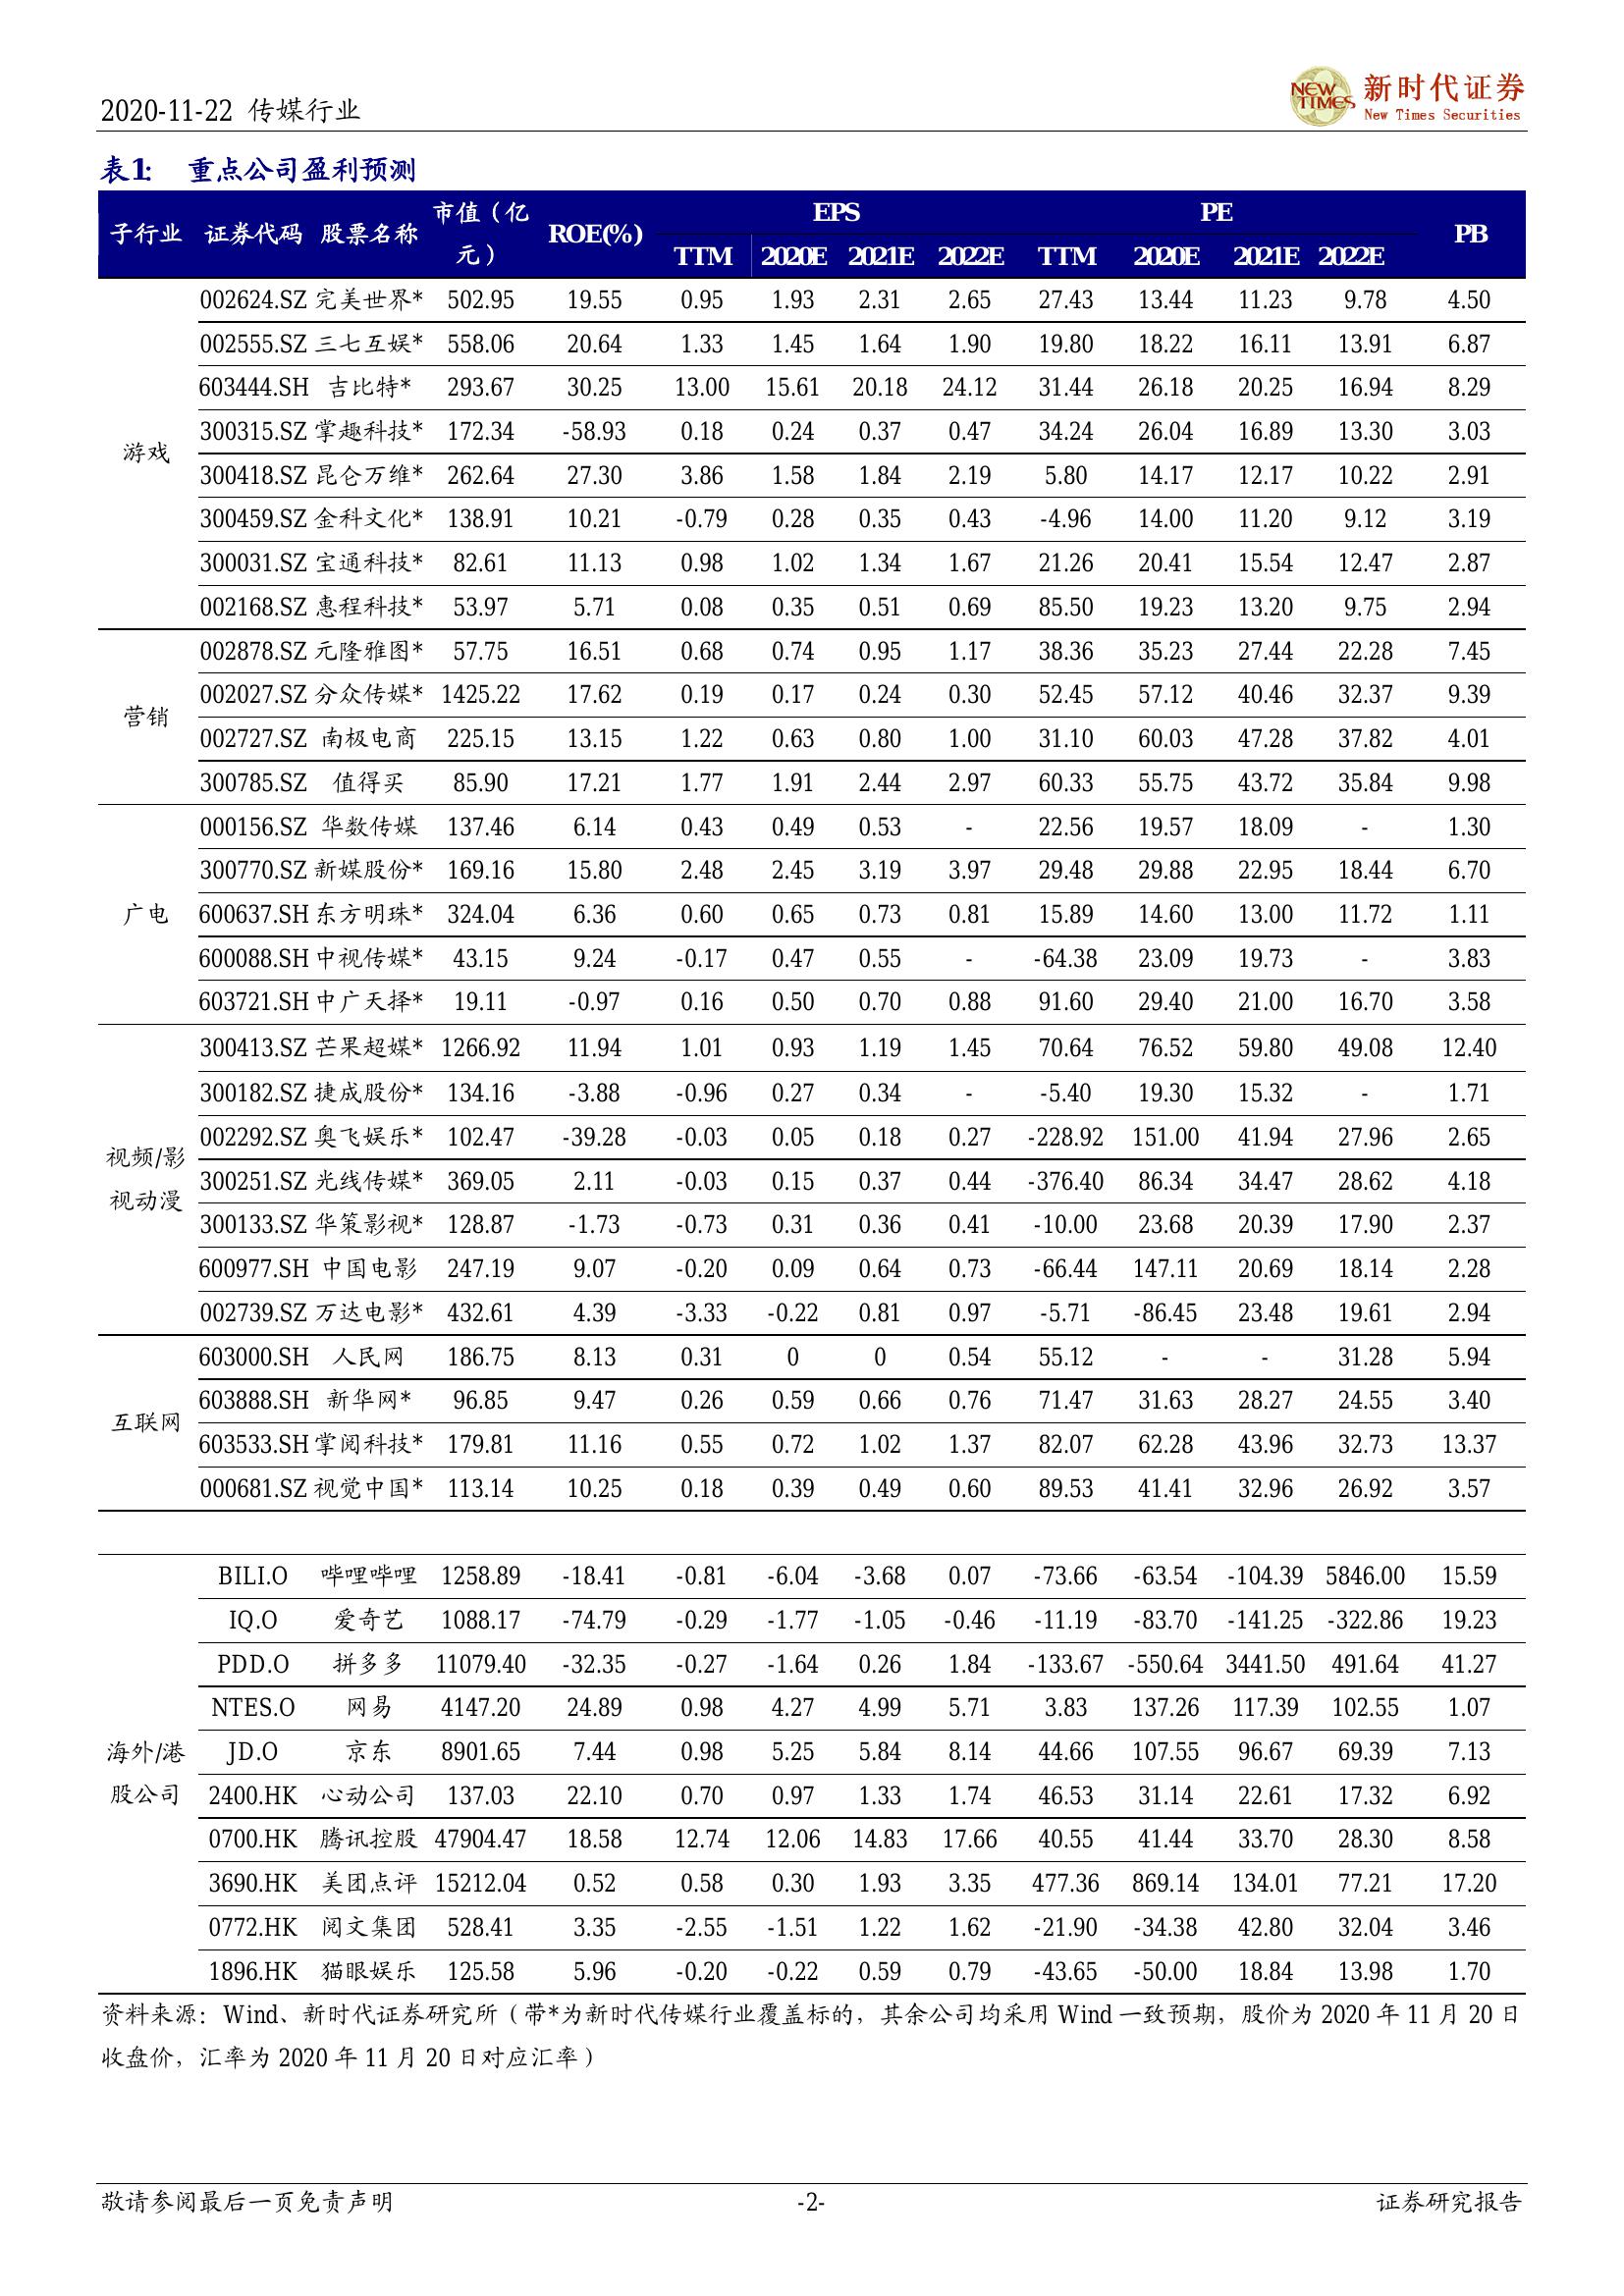 2020-11-22 传媒行业
NEW TIMES 新时代证券
New Times Securities
表1: 重点公司盈利预测
子行业 证券代码 股票名称 市值（亿元） ROE(%) EPS PE PB
TTM 2020E 2021E 2022E TTM 2020E 2021E 2022E
游戏
002624.SZ 完美世界* 502.95 19.55 0.95 1.93 2.31 2.65 27.43 13.44 11.23 9.78 4.50
002555.SZ 三七互娱* 558.06 20.64 1.33 1.45 1.64 1.90 19.80 18.22 16.11 13.91 6.87
603444.SH 吉比特* 293.67 30.25 13.00 15.61 20.18 24.12 31.44 26.18 20.25 16.94 8.29
300315.SZ 掌趣科技* 172.34 -58.93 0.18 0.24 0.37 0.47 34.24 26.04 16.89 13.30 3.03
300418.SZ 昆仑万维* 262.64 27.30 3.86 1.58 1.84 2.19 5.80 14.17 12.17 10.22 2.91
300459.SZ 金科文化* 138.91 10.21 -0.79 0.28 0.35 0.43 -4.96 14.00 11.20 9.12 3.19
300031.SZ 宝通科技* 82.61 11.13 0.98 1.02 1.34 1.67 21.26 20.41 15.54 12.47 2.87
002168.SZ 惠程科技* 53.97 5.71 0.08 0.35 0.51 0.69 85.50 19.23 13.20 9.75 2.94
营销
002878.SZ 元隆雅图* 57.75 16.51 0.68 0.74 0.95 1.17 38.36 35.23 27.44 22.28 7.45
002027.SZ 分众传媒* 1425.22 17.62 0.19 0.17 0.24 0.30 52.45 57.12 40.46 32.37 9.39
002727.SZ 南极电商 225.15 13.15 1.22 0.63 0.80 1.00 31.10 60.03 47.28 37.82 4.01
300785.SZ 值得买 85.90 17.21 1.77 1.91 2.44 2.97 60.33 55.75 43.72 35.84 9.98
广电
000156.SZ 华数传媒 137.46 6.14 0.43 0.49 0.53 - 22.56 19.57 18.09 - 1.30
300770.SZ 新媒股份* 169.16 15.80 2.48 2.45 3.19 3.97 29.48 29.88 22.95 18.44 6.70
600637.SH 东方明珠* 324.04 6.36 0.60 0.65 0.73 0.81 15.89 14.60 13.00 11.72 1.11
600088.SH 中视传媒* 43.15 9.24 -0.17 0.47 0.55 - -64.38 23.09 19.73 - 3.83
603721.SH 中广天择* 19.11 -0.97 0.16 0.50 0.70 0.88 91.60 29.40 21.00 16.70 3.58
视频/影
视动漫
300413.SZ 芒果超媒* 1266.92 11.94 1.01 0.93 1.19 1.45 70.64 76.52 59.80 49.08 12.40
300182.SZ 捷成股份* 134.16 -3.88 -0.96 0.27 0.34 - -5.40 19.30 15.32 - 1.71
002292.SZ 奥飞娱乐* 102.47 -39.28 -0.03 0.05 0.18 0.27 -228.92 151.00 41.94 27.96 2.65
300251.SZ 光线传媒* 369.05 2.11 -0.03 0.15 0.37 0.44 -376.40 86.34 34.47 28.62 4.18
300133.SZ 华策影视* 128.87 -1.73 -0.73 0.31 0.36 0.41 -10.00 23.68 20.39 17.90 2.37
600977.SH 中国电影 247.19 9.07 -0.20 0.09 0.64 0.73 -66.44 147.11 20.69 18.14 2.28
002739.SZ 万达电影* 432.61 4.39 -3.33 -0.22 0.81 0.97 -5.71 -86.45 23.48 19.61 2.94
互联网
603000.SH 人民网 186.75 8.13 0.31 0 0 0.54 55.12 - - 31.28 5.94
603888.SH 新华网* 96.85 9.47 0.26 0.59 0.66 0.76 71.47 31.63 28.27 24.55 3.40
603533.SH 掌阅科技* 179.81 11.16 0.55 0.72 1.02 1.37 82.07 62.28 43.96 32.73 13.37
000681.SZ 视觉中国* 113.14 10.25 0.18 0.39 0.49 0.60 89.53 41.41 32.96 26.92 3.57
海外/港
股公司
BILI.O 哔哩哔哩 1258.89 -18.41 -0.81 -6.04 -3.68 0.07 -73.66 -63.54 -104.39 5846.00 15.59
IQ.O 爱奇艺 1088.17 -74.79 -0.29 -1.77 -1.05 -0.46 -11.19 -83.70 -141.25 -322.86 19.23
PDD.O 拼多多 11079.40 -32.35 -0.27 -1.64 0.26 1.84 -133.67 -550.64 3441.50 491.64 41.27
NTES.O 网易 4147.20 24.89 0.98 4.27 4.99 5.71 3.83 137.26 117.39 102.55 1.07
JD.O 京东 8901.65 7.44 0.98 5.25 5.84 8.14 44.66 107.55 96.67 69.39 7.13
2400.HK 心动公司 137.03 22.10 0.70 0.97 1.33 1.74 46.53 31.14 22.61 17.32 6.92
0700.HK 腾讯控股 47904.47 18.58 12.74 12.06 14.83 17.66 40.55 41.44 33.70 28.30 8.58
3690.HK 美团点评 15212.04 0.52 0.58 0.30 1.93 3.35 477.36 869.14 134.01 77.21 17.20
0772.HK 阅文集团 528.41 3.35 -2.55 -1.51 1.22 1.62 -21.90 -34.38 42.80 32.04 3.46
1896.HK 猫眼娱乐 125.58 5.96 -0.20 -0.22 0.59 0.79 -43.65 -50.00 18.84 13.98 1.70
资料来源：Wind、新时代证券研究所（带*为新时代传媒行业覆盖标的，其余公司均采用 Wind 一致预期，股价为 2020 年 11 月 20 日
收盘价，汇率为 2020 年 11 月 20 日对应汇率）
敬请参阅最后一页免责声明 -2- 证券研究报告